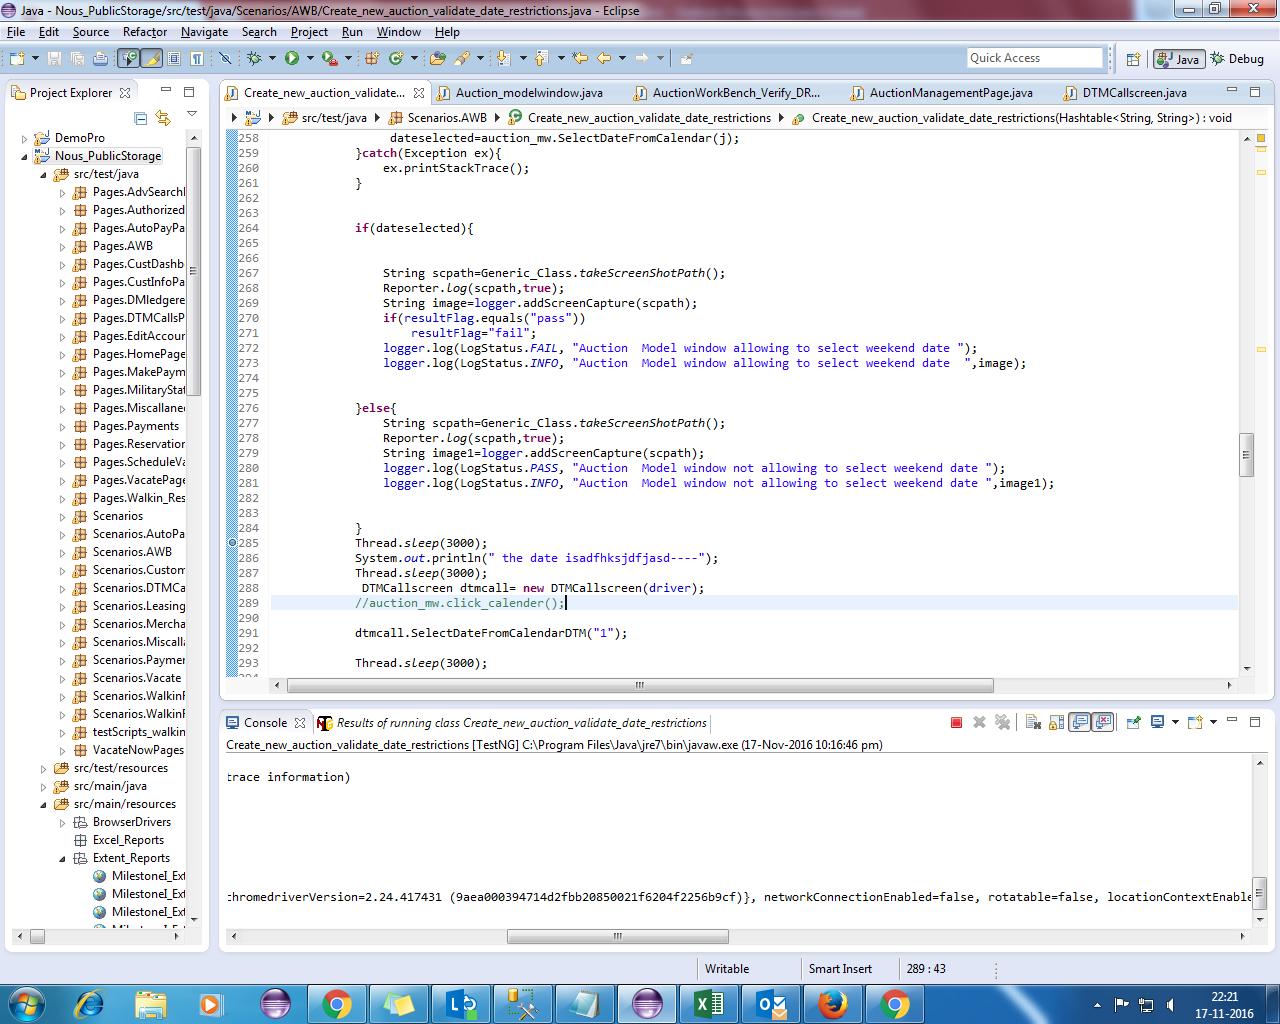 Java - Nous_PublicStorage/src/test/java/Scenarios/AWB/Create_new_auction_validate_date_restrictions.java - Eclipse
File Edit Source Refactor Navigate Search Project Run Window Help
Quick Access
Java
Debug
Project Explorer
DemoPro
Nous_PublicStorage
src/test/java
Pages.AdvSearchI
Pages.Authorized
Pages.AutoPayPa
Pages.AWB
Pages.CustDashb
Pages.CustInfoPa
Pages.DMledgere
Pages.DTMCallsP
Pages.EditAccour
Pages.HomePage
Pages.MakePaym
Pages.MilitaryStat
Pages.Miscallane
Pages.Payments
Pages.Reservation
Pages.ScheduleVa
Pages.VacatePage
Pages.Walkin_Res
Scenarios
Scenarios.AutoPa
Scenarios.AWB
Scenarios.Custom
Scenarios.DTMCa
Scenarios.Leasing
Scenarios.Mercha
Scenarios.Miscall
Scenarios.Paymer
Scenarios.Vacate
Scenarios.WalkinF
Scenarios.WalkinF
testScripts_walkin
VacateNowPages
src/test/resources
src/main/java
src/main/resources
BrowserDrivers
Excel_Reports
Extent_Reports
MilestoneI_Ext
MilestoneI_Ext
MilestoneI_Ext
Create_new_auction_validate...
Auction_modelwindow.java
AuctionWorkBench_Verify_DR...
AuctionManagementPage.java
DTMCallscreen.java
src/test/java
Scenarios.AWB
Create_new_auction_validate_date_restrictions
Create_new_auction_validate_date_restrictions(Hashtable<String, String>) : void
258 dateselected=auction_mw.SelectDateFromCalendar(j);
259 }catch(Exception ex){
260 ex.printStackTrace();
261 }
262
263
264 if(dateselected){
265
266
267 String scpath=Generic_Class.takeScreenShotPath();
268 Reporter.log(scpath,true);
269 String image=logger.addScreenCapture(scpath);
270 if(resultFlag.equals("pass"))
271 resultFlag="fail";
272 logger.log(LogStatus.FAIL, "Auction  Model window allowing to select weekend date ");
273 logger.log(LogStatus.INFO, "Auction  Model window allowing to select weekend date  ",image);
274
275
276 }else{
277 String scpath=Generic_Class.takeScreenShotPath();
278 Reporter.log(scpath,true);
279 String image1=logger.addScreenCapture(scpath);
280 logger.log(LogStatus.PASS, "Auction  Model window not allowing to select weekend date ");
281 logger.log(LogStatus.INFO, "Auction  Model window not allowing to select weekend date ",image1);
282
283
284 }
285 Thread.sleep(3000);
286 System.out.println(" the date isadfhksjdfjasd----");
287 Thread.sleep(3000);
288 DTMCallscreen dtmcall= new DTMCallscreen(driver);
289 //auction_mw.click_calender();
290
291 dtmcall.SelectDateFromCalendarDTM("1");
292
293 Thread.sleep(3000);
Console
Results of running class Create_new_auction_validate_date_restrictions
Create_new_auction_validate_date_restrictions [TestNG] C:\Program Files\Java\jre7\bin\javaw.exe (17-Nov-2016 10:16:46 pm)
trace information)
chromedriverVersion=2.24.417431 (9aea000394714d2fbb20850021f6204f2256b9cf)}, networkConnectionEnabled=false, rotatable=false, locationContextEnable
Writable
Smart Insert
289 : 43
22:21
17-11-2016